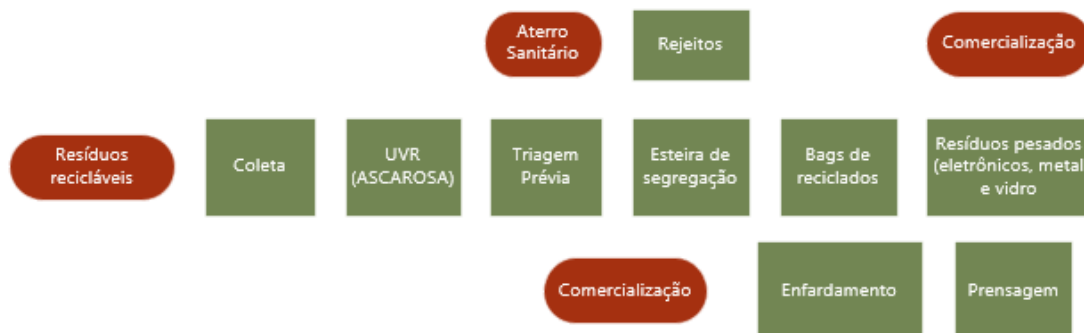 Aterro
Sanitário
Rejeitos
Comercialização
Resíduos
recicláveis
Coleta
UVR
(ASCAROSA)
Triagem
Prévia
Esteira de
segregação
Bags de
reciclados
Resíduos pesados
(eletrônicos, metal
e vidro
Comercialização
Enfardamento
Prensagem